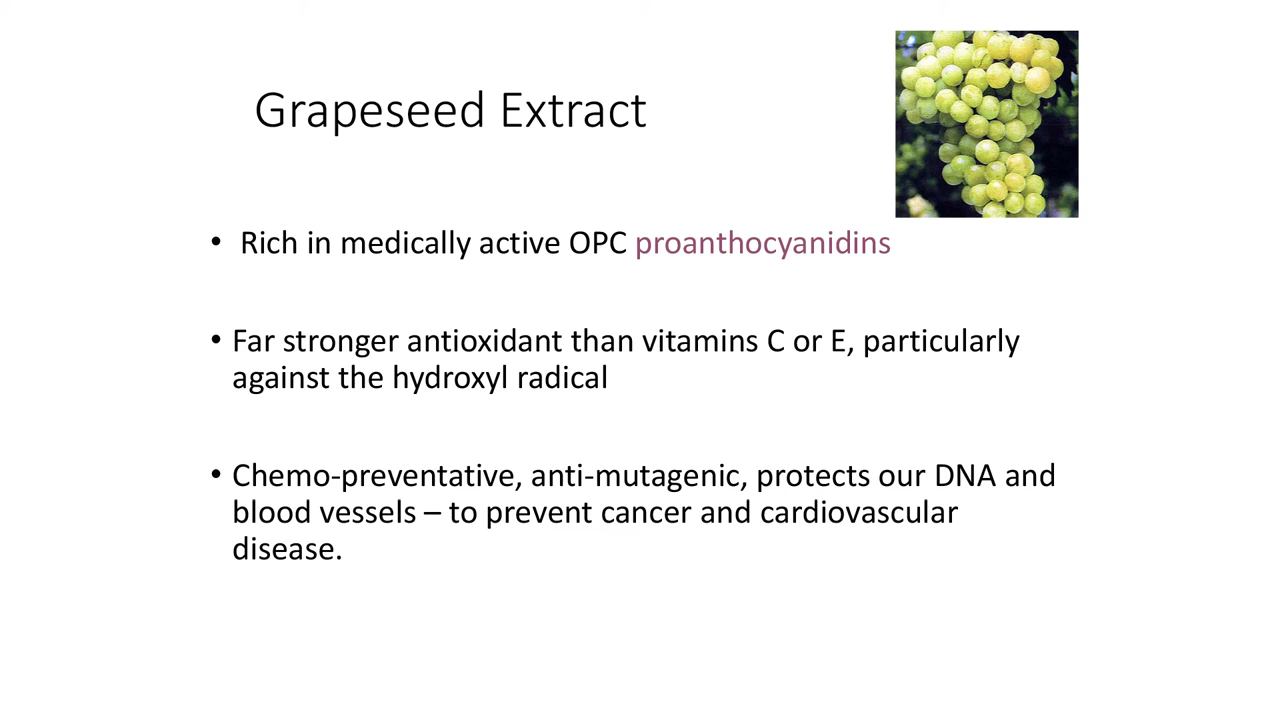 Grapeseed Extract
• Rich in medically active OPC proanthocyanidins
• Far stronger antioxidant than vitamins C or E, particularly
against the hydroxyl radical
• Chemo-preventative, anti-mutagenic, protects our DNA and
blood vessels – to prevent cancer and cardiovascular
disease.